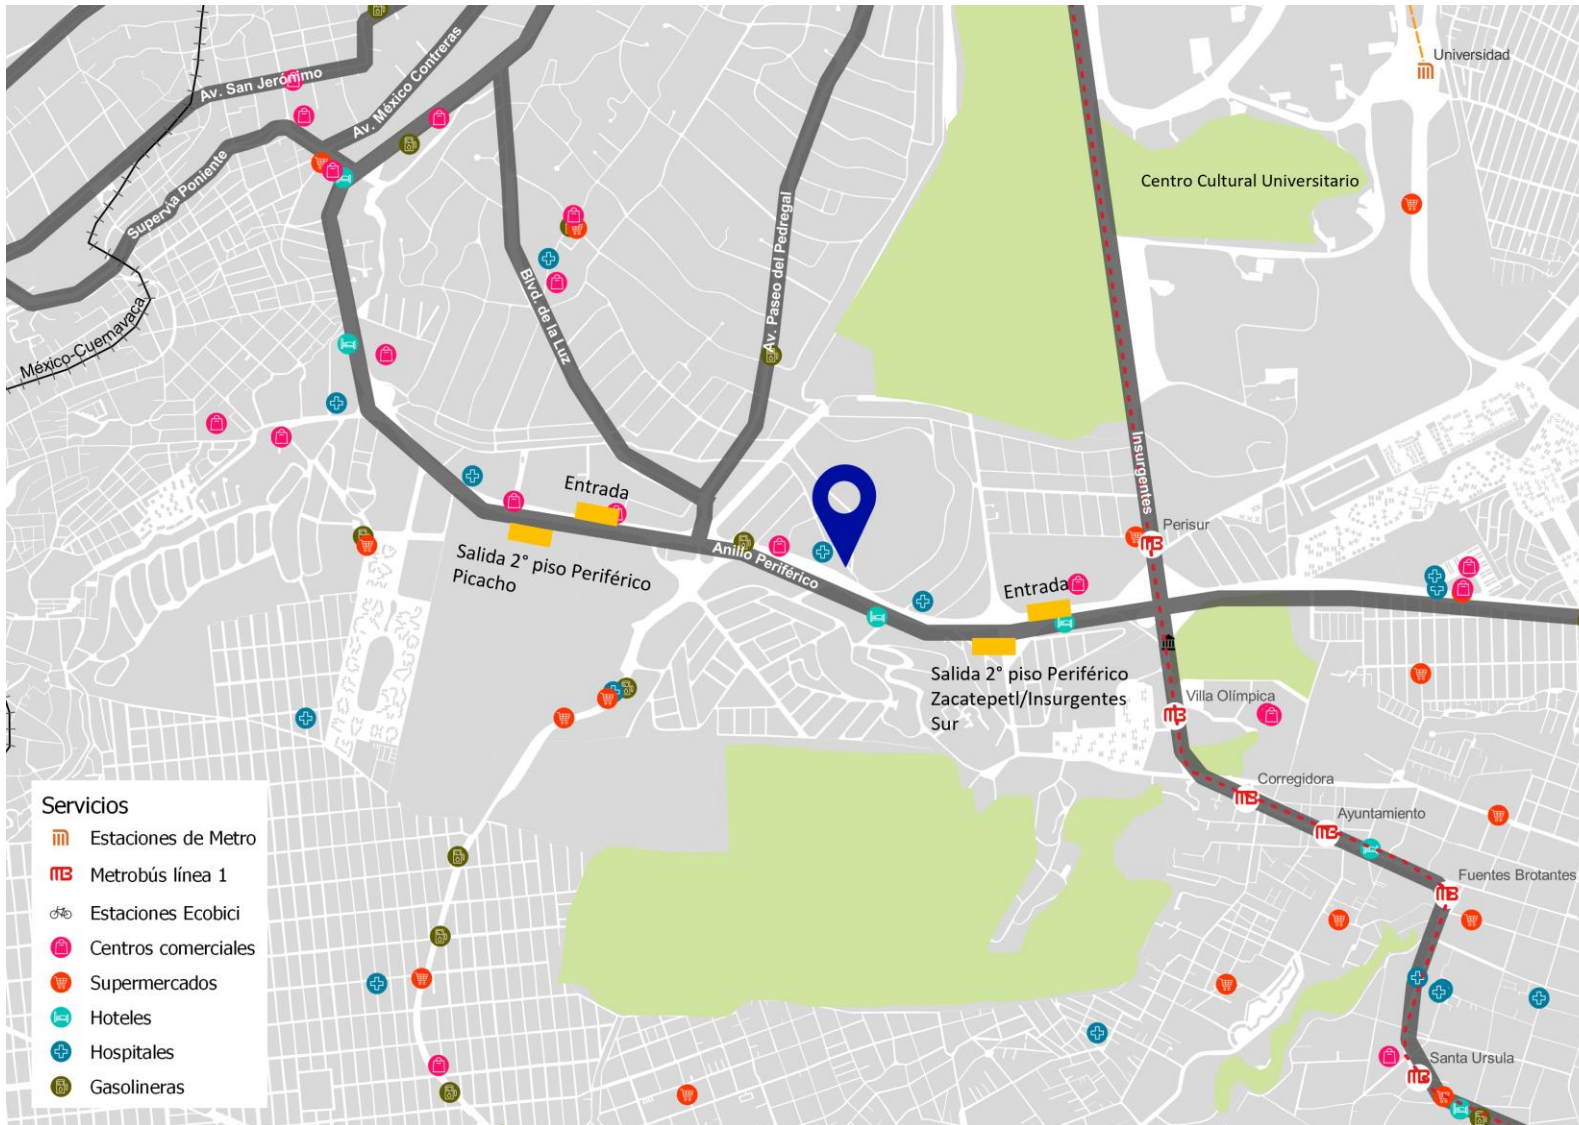 Universidad
Av. San Jerónimo
Av. México Contreras
Supervía Poniente
Centro Cultural Universitario
Av. Paseo del Pedregal
Blvd. de la Luz
México-Cuernavaca
Insurgentes
Entrada
Perisur
Salida 2° piso Periférico
Picacho
Anillo Periférico
Entrada
Salida 2° piso Periférico
Zacatepetl/Insurgentes
Sur
Villa Olímpica
Corregidora
Ayuntamiento
Fuentes Brotantes
Santa Ursula
Servicios
Estaciones de Metro
MB Metrobús línea 1
Estaciones Ecobici
Centros comerciales
Supermercados
Hoteles
Hospitales
Gasolineras